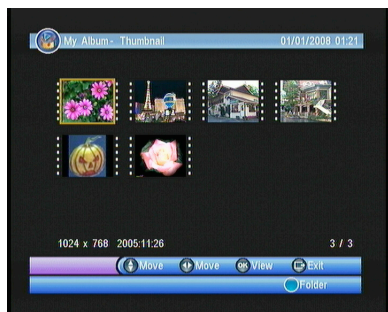 My Album- Thumbnail 01/01/2008 01:21
1024 x 768 2005:11:26 3 / 3
Move Move OK View Exit
Folder